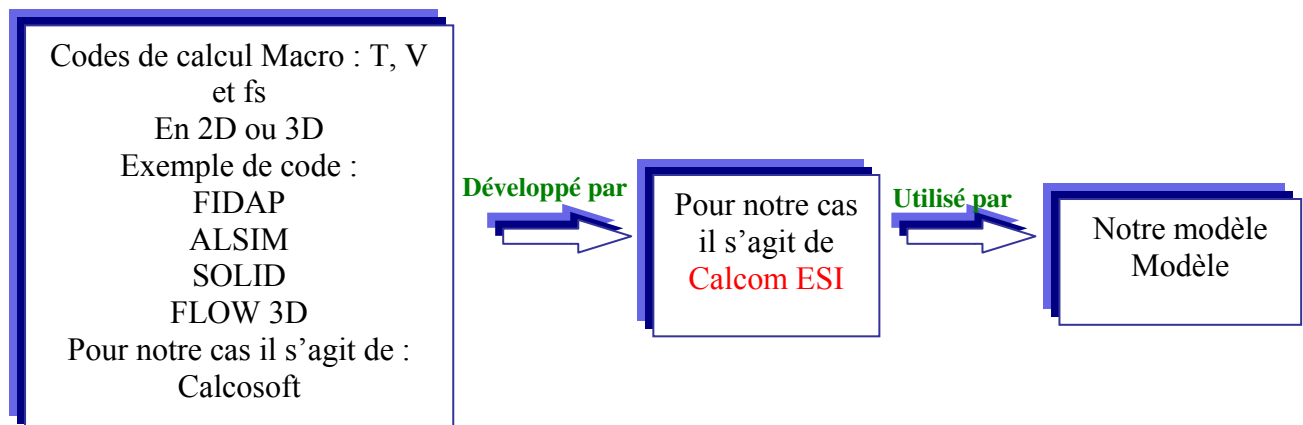 Codes de calcul Macro : T, V
et fs
En 2D ou 3D
Exemple de code :
FIDAP
ALSIM
SOLID
FLOW 3D
Pour notre cas il s’agit de :
Calcosoft
Développé par
Pour notre cas
il s’agit de
Calcom ESI
Utilisé par
Notre modèle
Modèle